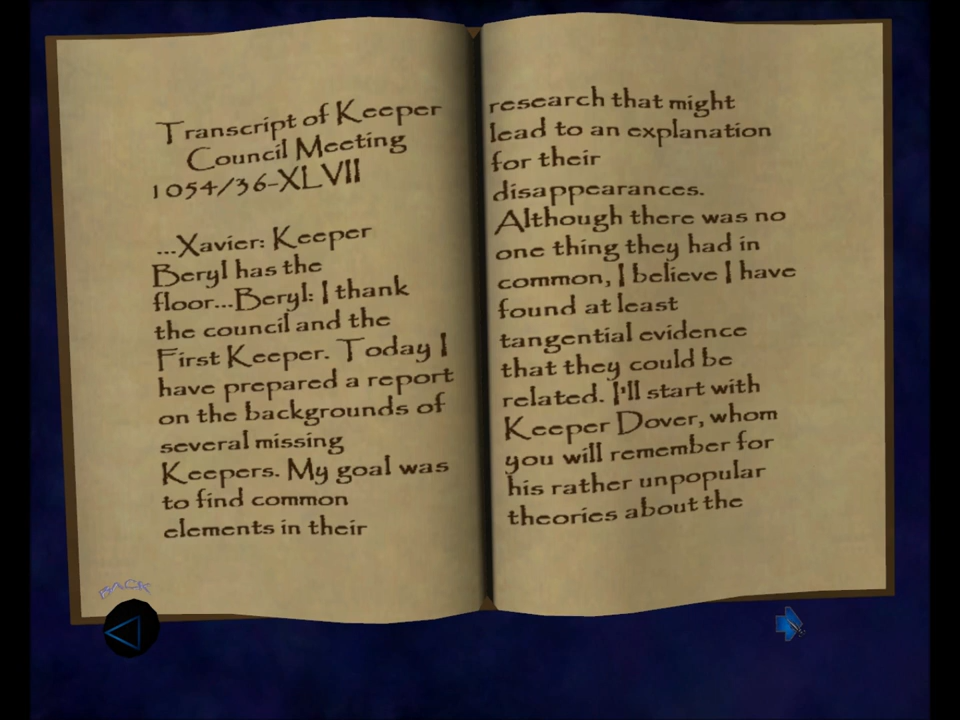 Transcript of Keeper
Council Meeting
1054/36-XLVII
...Xavier: Keeper
Beryl has the
floor...Beryl: I thank
the council and the
First Keeper. Today I
have prepared a report
on the backgrounds of
several missing
Keepers. My goal was
to find common
elements in their
research that might
lead to an explanation
for their
disappearances.
Although there was no
one thing they had in
common, I believe I have
found at least
tangential evidence
that they could be
related. I'll start with
Keeper Dover, whom
you will remember for
his rather unpopular
theories about the
BACK